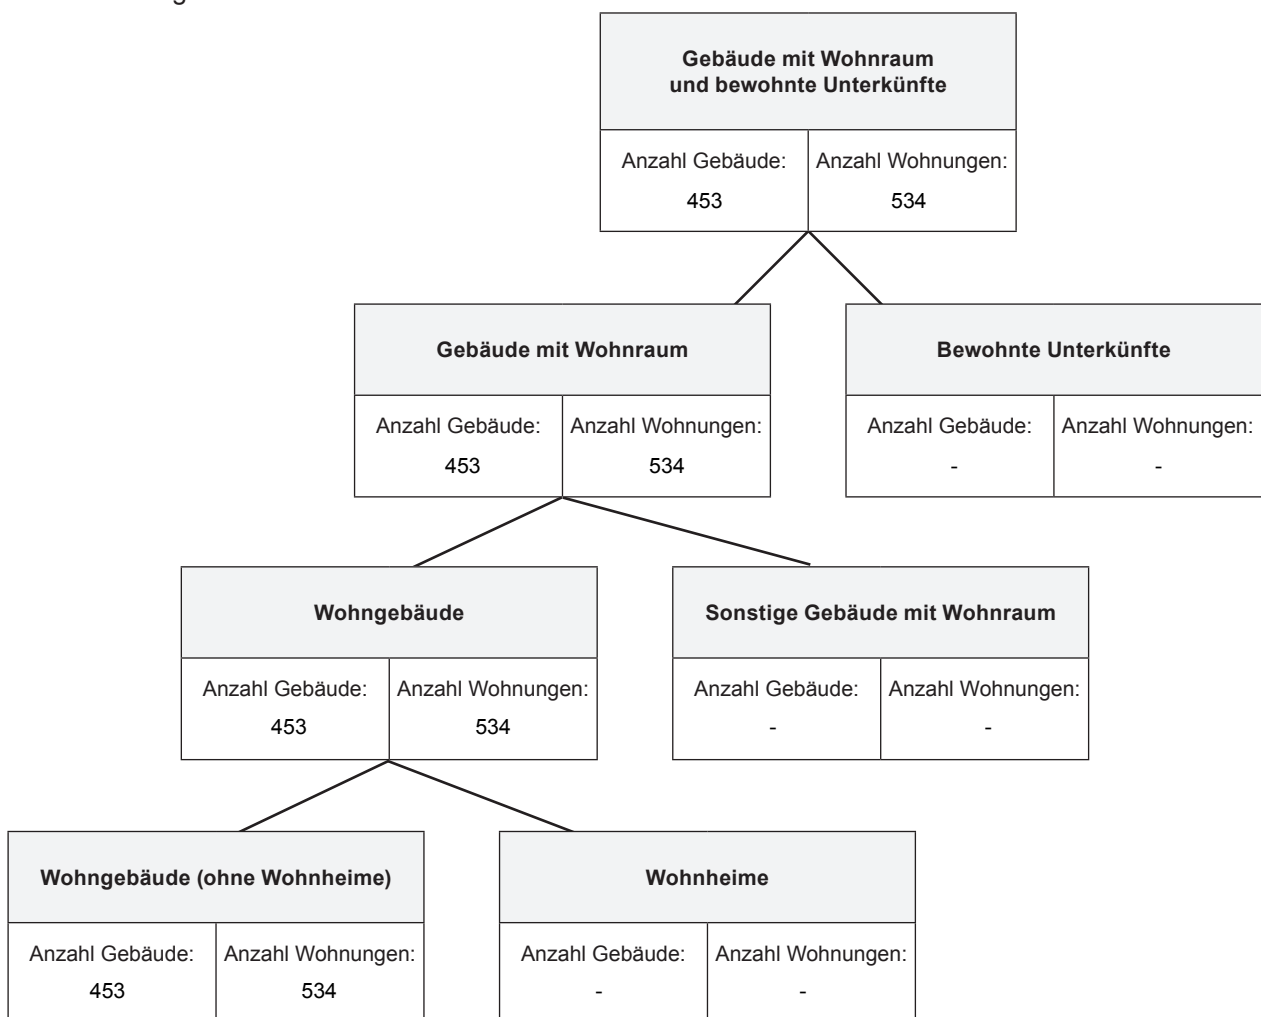 Gebäude mit Wohnraum
und bewohnte Unterkünfte
Anzahl Gebäude: Anzahl Wohnungen:
453 534
Gebäude mit Wohnraum
Bewohnte Unterkünfte
Anzahl Gebäude: Anzahl Wohnungen:
453 534
Anzahl Gebäude: Anzahl Wohnungen:
- -
Wohngebäude
Sonstige Gebäude mit Wohnraum
Anzahl Gebäude: Anzahl Wohnungen:
453 534
Anzahl Gebäude: Anzahl Wohnungen:
- -
Wohngebäude (ohne Wohnheime)
Wohnheime
Anzahl Gebäude: Anzahl Wohnungen:
453 534
Anzahl Gebäude: Anzahl Wohnungen:
- -